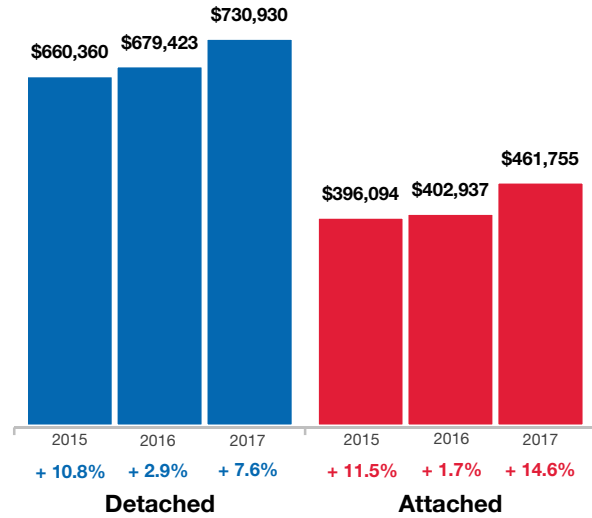 $730,930
$679,423
$660,360
$461,755
$396,094 $402,937
2015 2016 2017 2015 2016 2017
+ 10.8% + 2.9% + 7.6% + 11.5% + 1.7% + 14.6%
Detached Attached